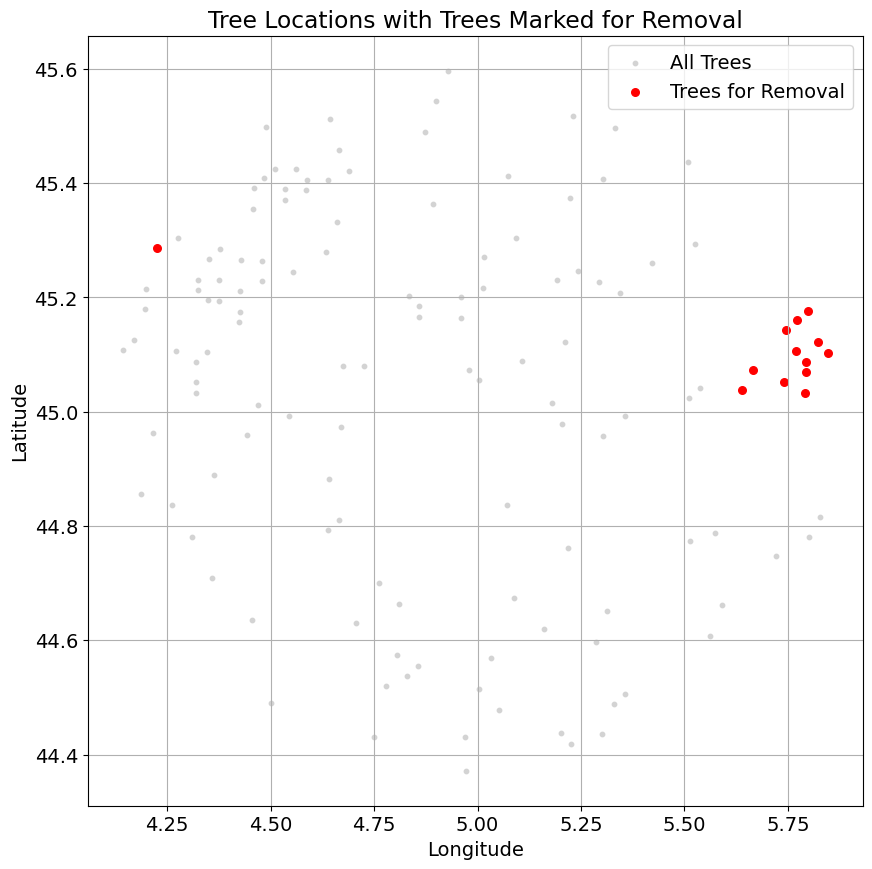 Tree Locations with Trees Marked for Removal
All Trees
Trees for Removal
45.6
45.4
45.2
45.0
44.8
44.6
44.4
Latitude
4.25 4.50 4.75 5.00 5.25 5.50 5.75
Longitude